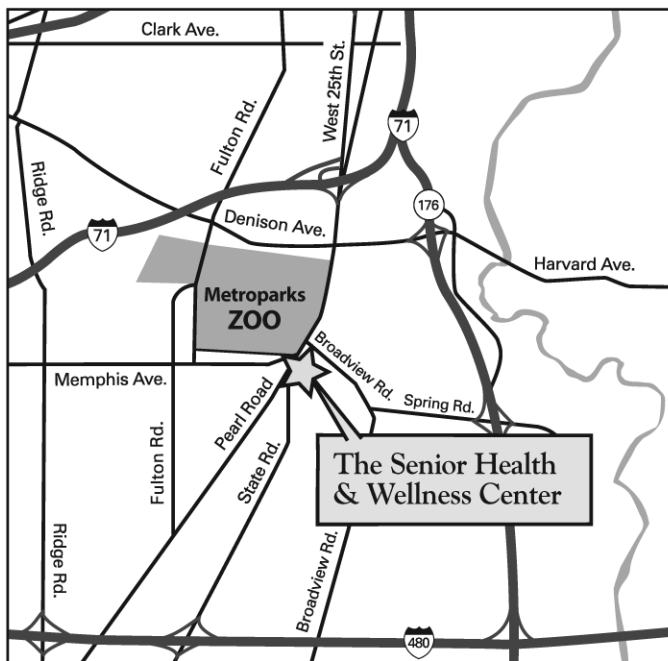 Clark Ave.
West 25th St.
Fulton Rd.
71
Ridge Rd.
176
71
Denison Ave.
Harvard Ave.
Metroparks
ZOO
Broadview Rd.
Memphis Ave.
Pearl Road
Spring Rd.
Fulton Rd.
State Rd.
The Senior Health
& Wellness Center
Ridge Rd.
Broadview Rd.
480